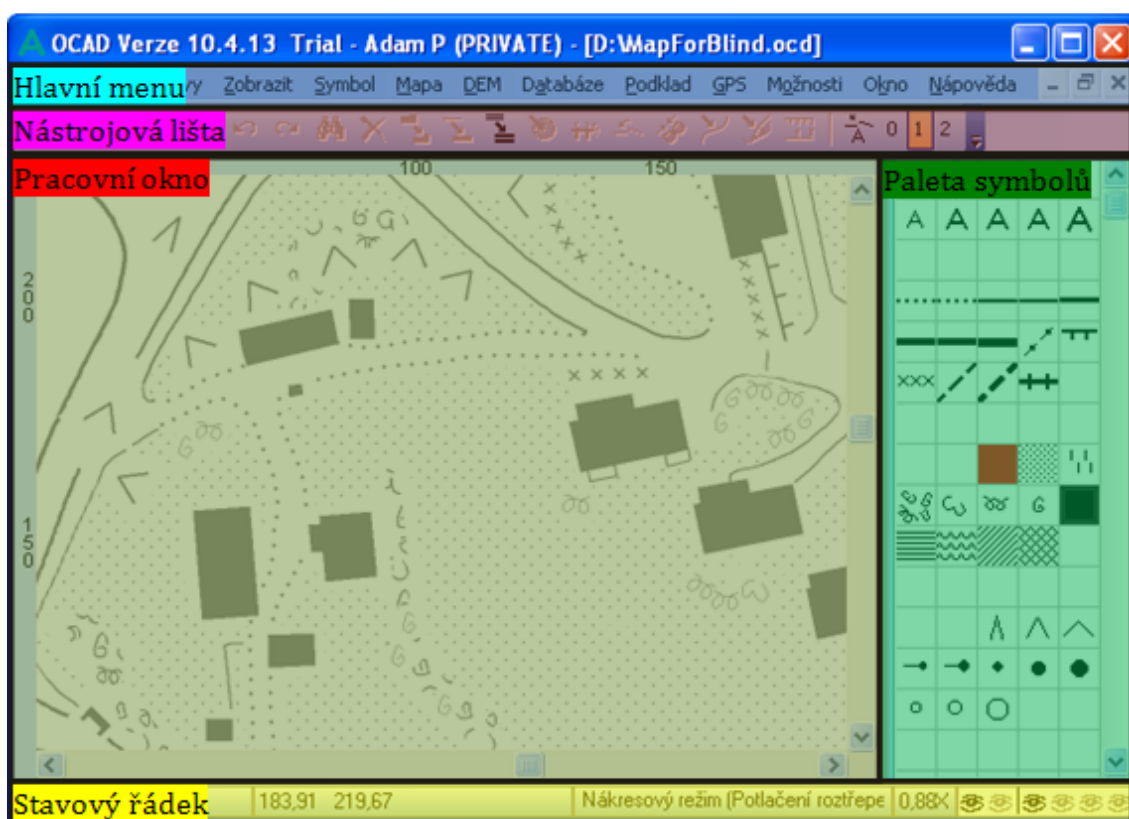 OCAD Verze 10.4.13 Trial - Adam P (PRIVATE) - [D:\MapForBlind.ocd]
Hlavní menu Zobrazit Symbol Mapa DEM Databáze Podklad GPS Možnosti Okno Nápověda
Nástrojová lišta A 0 1 2
Pracovní okno 100 150 Paleta symbolů
A A A A A
200
150
Stavový řádek 183,91 219,67 Nákresový režim (Potlačení roztřepe 0,88X